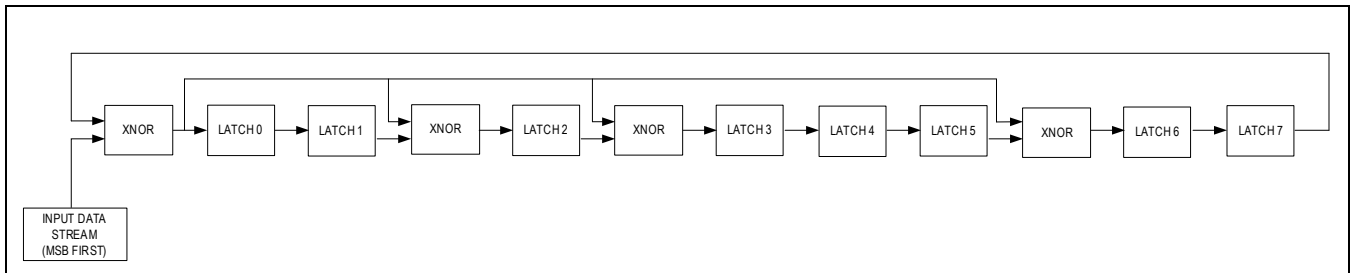 XNOR
LATCH 0
LATCH 1
XNOR
LATCH 2
XNOR
LATCH 3
LATCH 4
LATCH 5
XNOR
LATCH 6
LATCH 7
INPUT DATA
STREAM
(MSB FIRST)